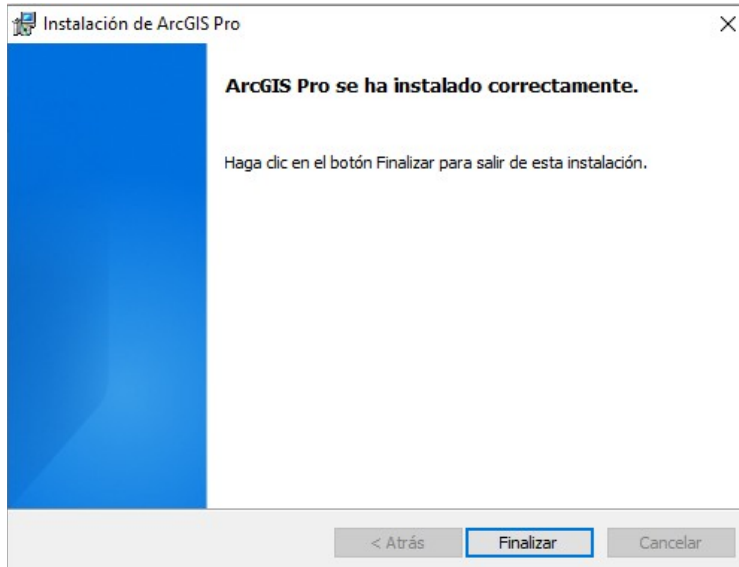 Instalación de ArcGIS Pro
ArcGIS Pro se ha instalado correctamente.
Haga clic en el botón Finalizar para salir de esta instalación.
< Atrás
Finalizar
Cancelar